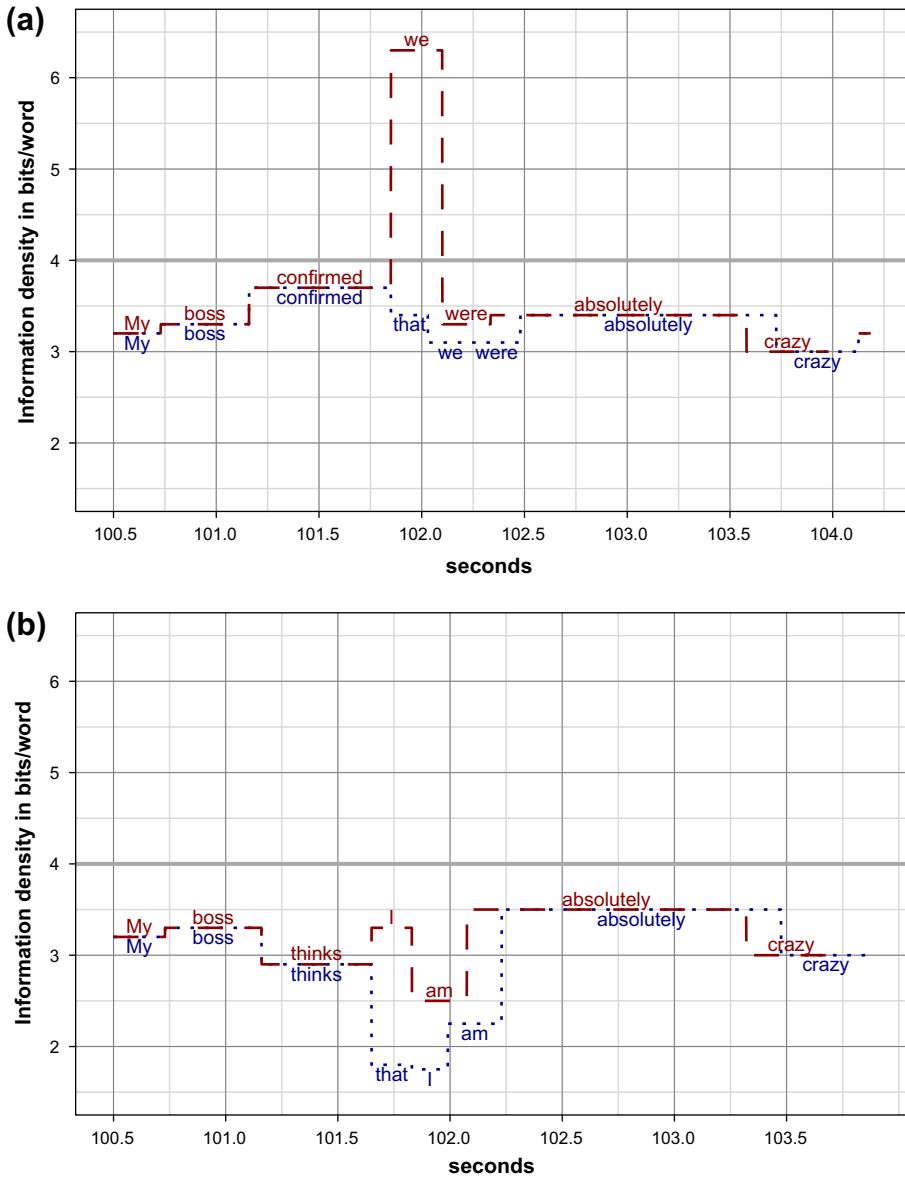 (a)
Information density in bits/word
6
5
4
3
2
we
My
My
boss
boss
confirmed
confirmed
that
were
we were
absolutely
absolutely
crazy
crazy
100.5 101.0 101.5 102.0 102.5 103.0 103.5 104.0
seconds
(b)
Information density in bits/word
6
5
4
3
2
My
My
boss
boss
thinks
thinks
I
am
that
I
am
absolutely
absolutely
crazy
crazy
100.5 101.0 101.5 102.0 102.5 103.0 103.5
seconds